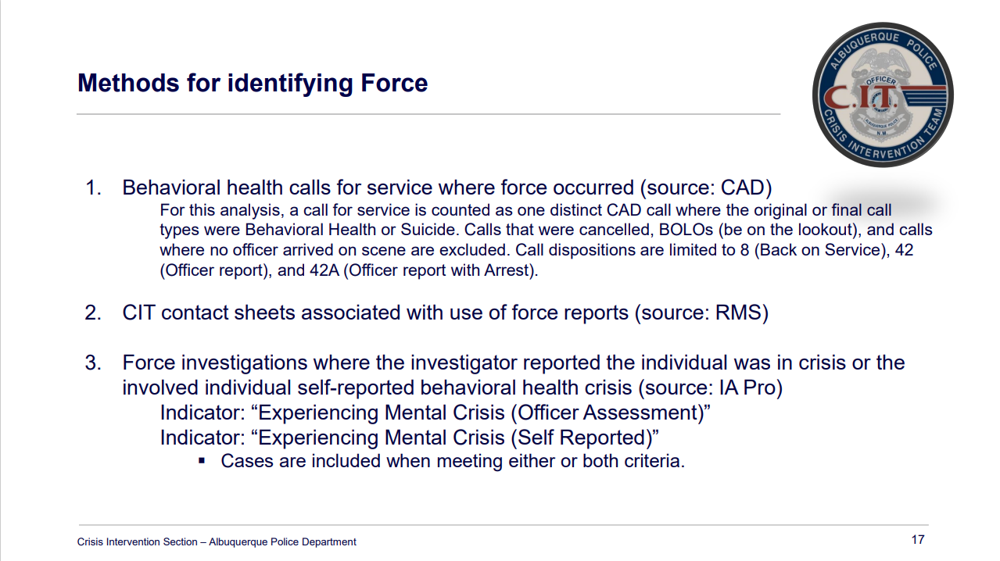 Methods for identifying Force
ALBUQUERQUE POLICE
OFFICER
C.I.T.
ALBUQUERQUE POLICE
N.M.
CRISIS INTERVENTION TEAM
1. Behavioral health calls for service where force occurred (source: CAD)
For this analysis, a call for service is counted as one distinct CAD call where the original or final call
types were Behavioral Health or Suicide. Calls that were cancelled, BOLOs (be on the lookout), and calls
where no officer arrived on scene are excluded. Call dispositions are limited to 8 (Back on Service), 42
(Officer report), and 42A (Officer report with Arrest).
2. CIT contact sheets associated with use of force reports (source: RMS)
3. Force investigations where the investigator reported the individual was in crisis or the
involved individual self-reported behavioral health crisis (source: IA Pro)
Indicator: “Experiencing Mental Crisis (Officer Assessment)”
Indicator: “Experiencing Mental Crisis (Self Reported)”
▪ Cases are included when meeting either or both criteria.
Crisis Intervention Section – Albuquerque Police Department
17